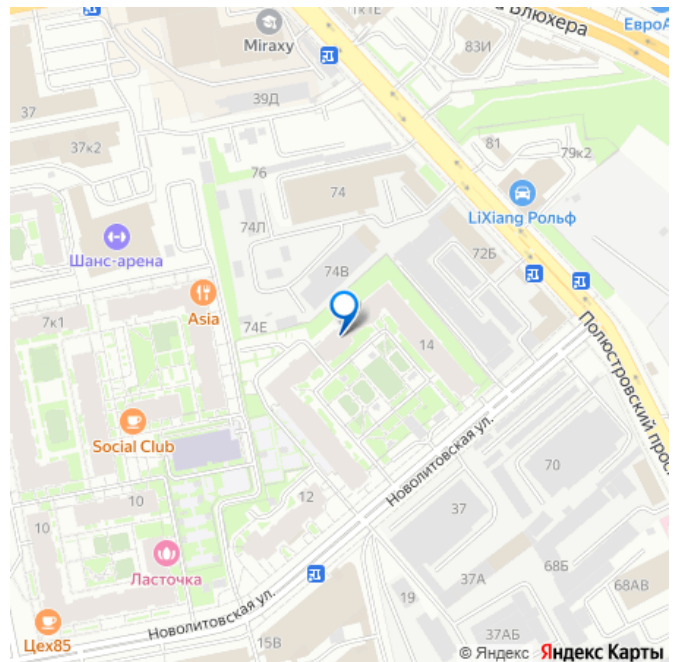 1к1Е
а Блюхера
ЕвроА
Miraxy
83И
37
39Д
37к2
81
79к2
76
74
LiXiang Рольф
74Л
72Б
Шанс-арена
74В
7к1
Asia
74Е
14
Полюстровский прос
Social Club
Новолитовская ул.
70
10
12
37
10
Ласточка
68Б
37А
68АВ
19
Новолитовская ул.
Цех85
15В
37АБ
© Яндекс Яндекс Карты